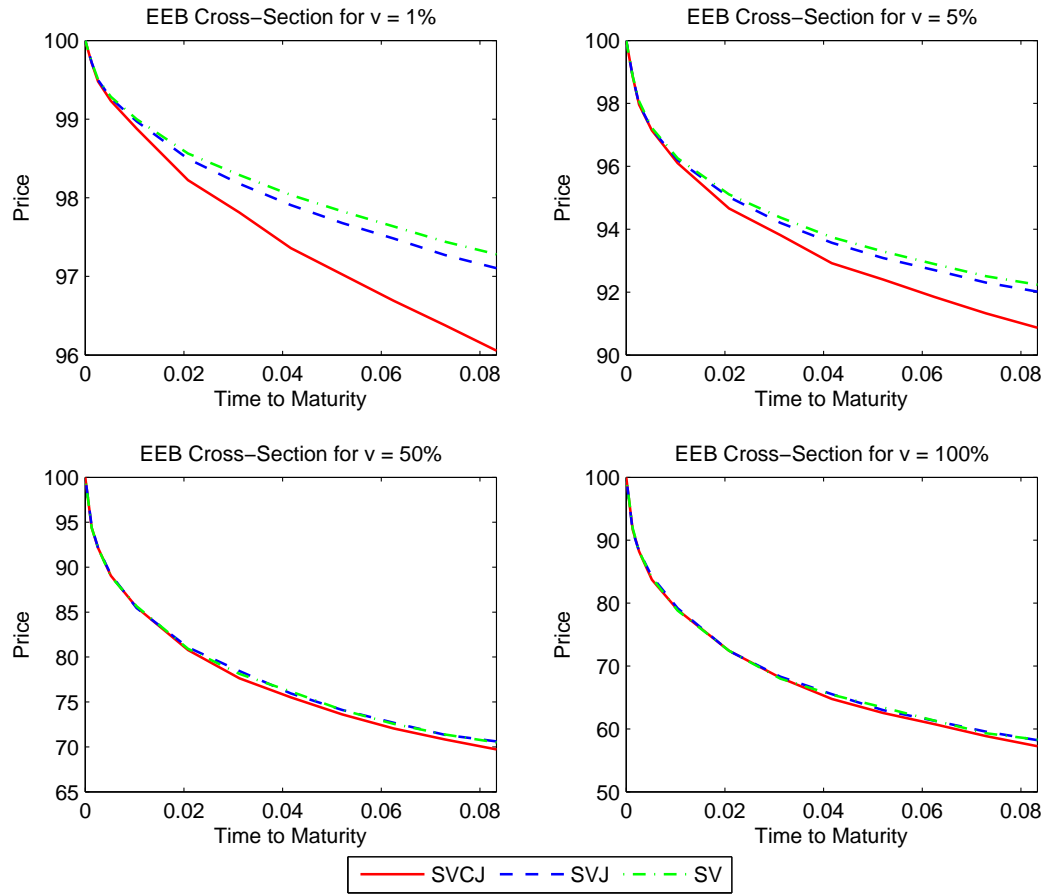 EEB Cross−Section for v = 1%
100
99
98
97
96
Price
0 0.02 0.04 0.06 0.08
Time to Maturity
EEB Cross−Section for v = 5%
100
98
96
94
92
90
Price
0 0.02 0.04 0.06 0.08
Time to Maturity
EEB Cross−Section for v = 50%
100
95
90
85
80
75
70
65
Price
0 0.02 0.04 0.06 0.08
Time to Maturity
EEB Cross−Section for v = 100%
100
90
80
70
60
50
Price
0 0.02 0.04 0.06 0.08
Time to Maturity
SVCJ SVJ SV